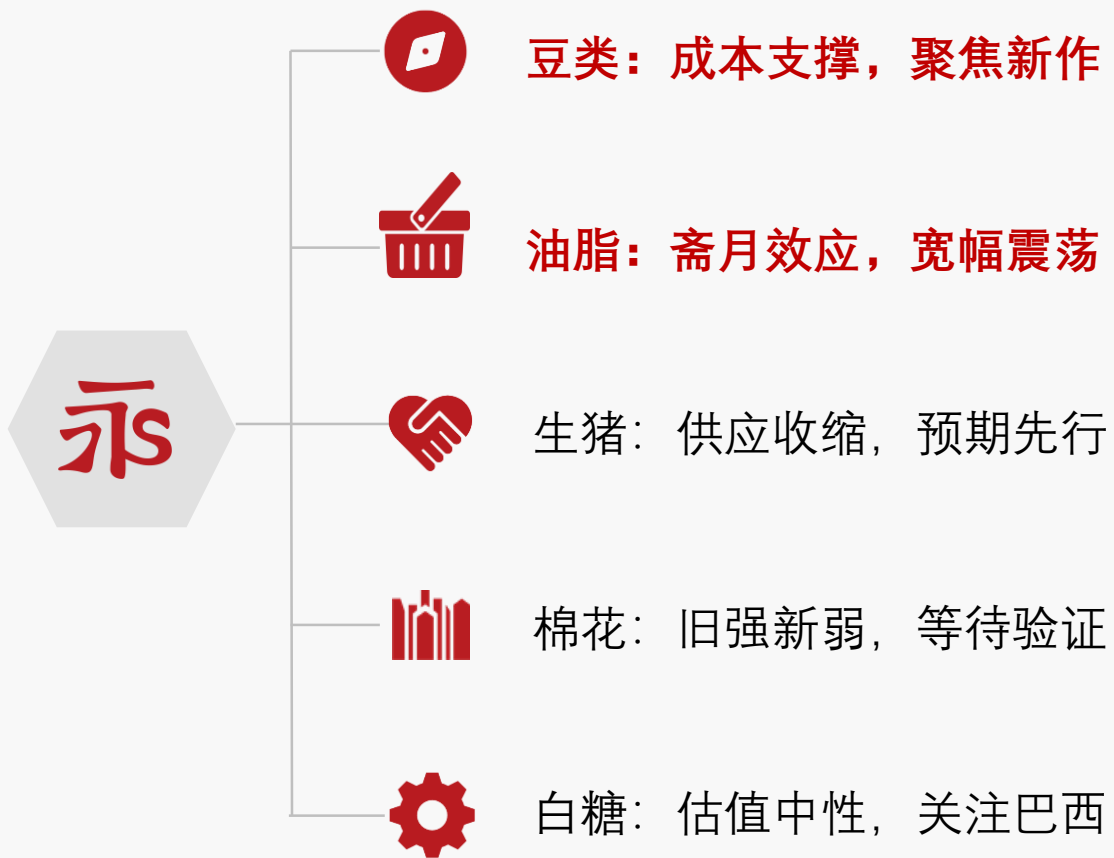 豆类：成本支撑，聚焦新作
油脂：斋月效应，宽幅震荡
生猪：供应收缩，预期先行
棉花：旧强新弱，等待验证
白糖：估值中性，关注巴西